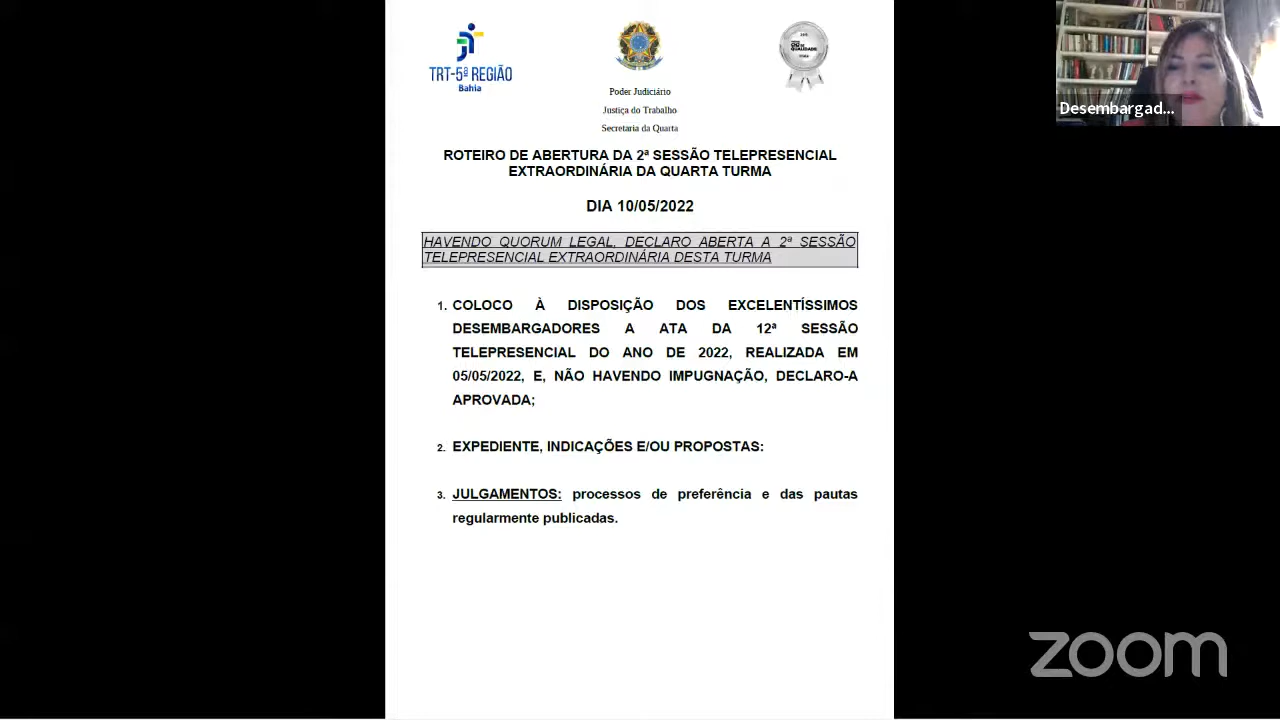 TRT-5ª REGIÃO
Bahia
Poder Judiciário
Justiça do Trabalho
Secretaria da Quarta
ROTEIRO DE ABERTURA DA 2ª SESSÃO TELEPRESENCIAL
EXTRAORDINÁRIA DA QUARTA TURMA
DIA 10/05/2022
HAVENDO QUORUM LEGAL, DECLARO ABERTA A 2ª SESSÃO
TELEPRESENCIAL EXTRAORDINÁRIA DESTA TURMA
1. COLOCO À DISPOSIÇÃO DOS EXCELENTÍSSIMOS
DESEMBARGADORES A ATA DA 12ª SESSÃO
TELEPRESENCIAL DO ANO DE 2022, REALIZADA EM
05/05/2022, E, NÃO HAVENDO IMPUGNAÇÃO, DECLARO-A
APROVADA;
2. EXPEDIENTE, INDICAÇÕES E/OU PROPOSTAS:
3. JULGAMENTOS: processos de preferência e das pautas
regularmente publicadas.
Desembargad...
zoom